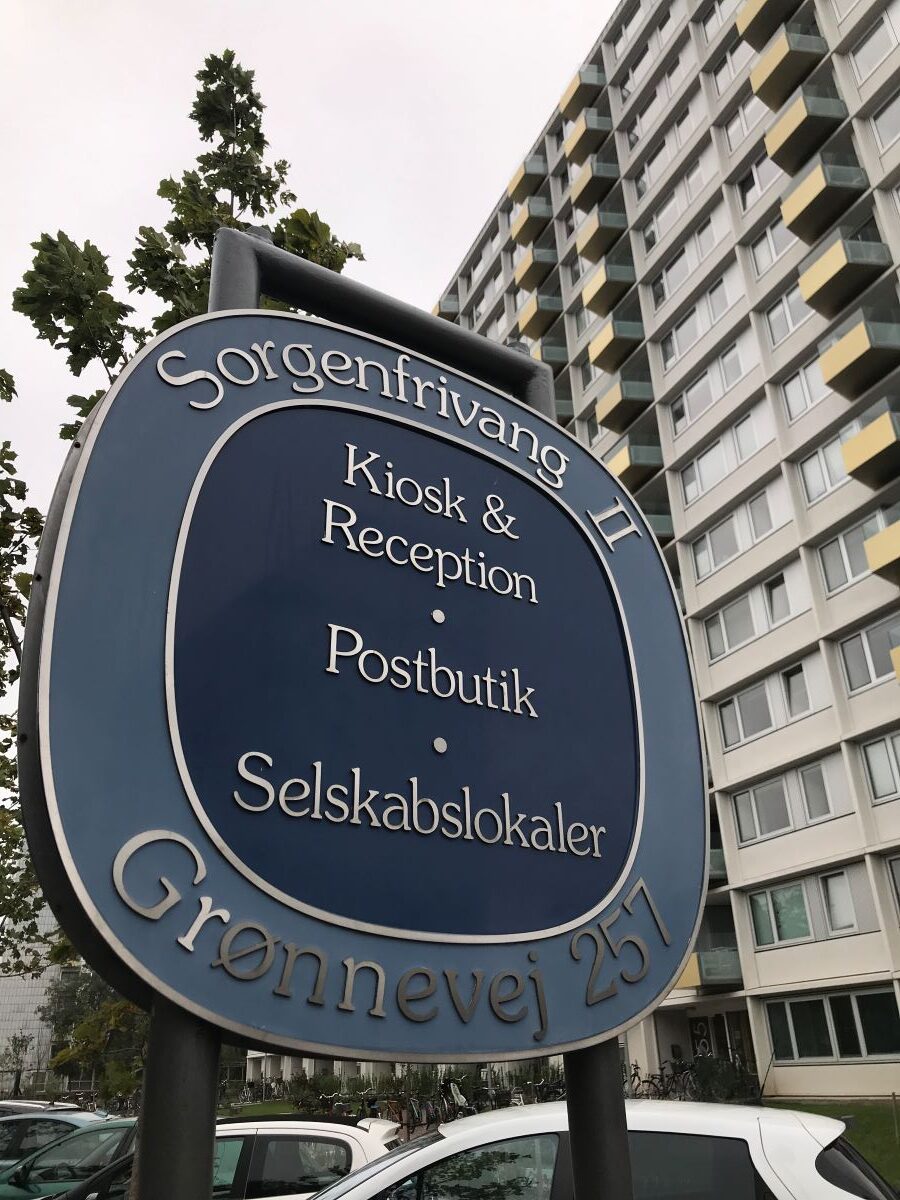 Sorgenfrivang II
Kiosk &
Reception
Postbutik
Selskabslokaler
Grønnevej 257